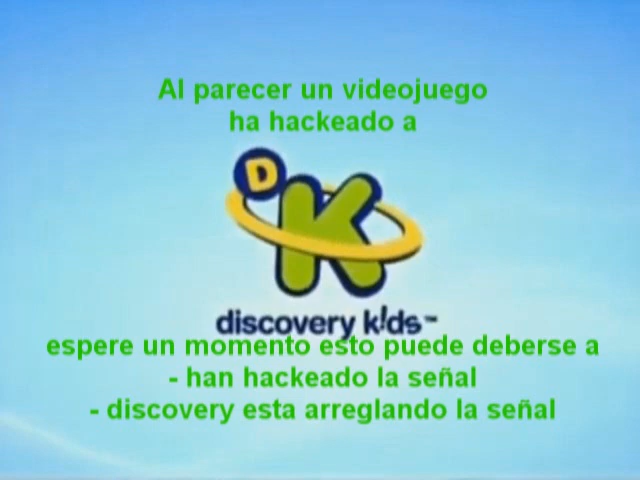 Al parecer un videojuego
ha hackeado a
D
K
discovery kids™
espere un momento esto puede deberse a
- han hackeado la señal
- discovery esta arreglando la señal